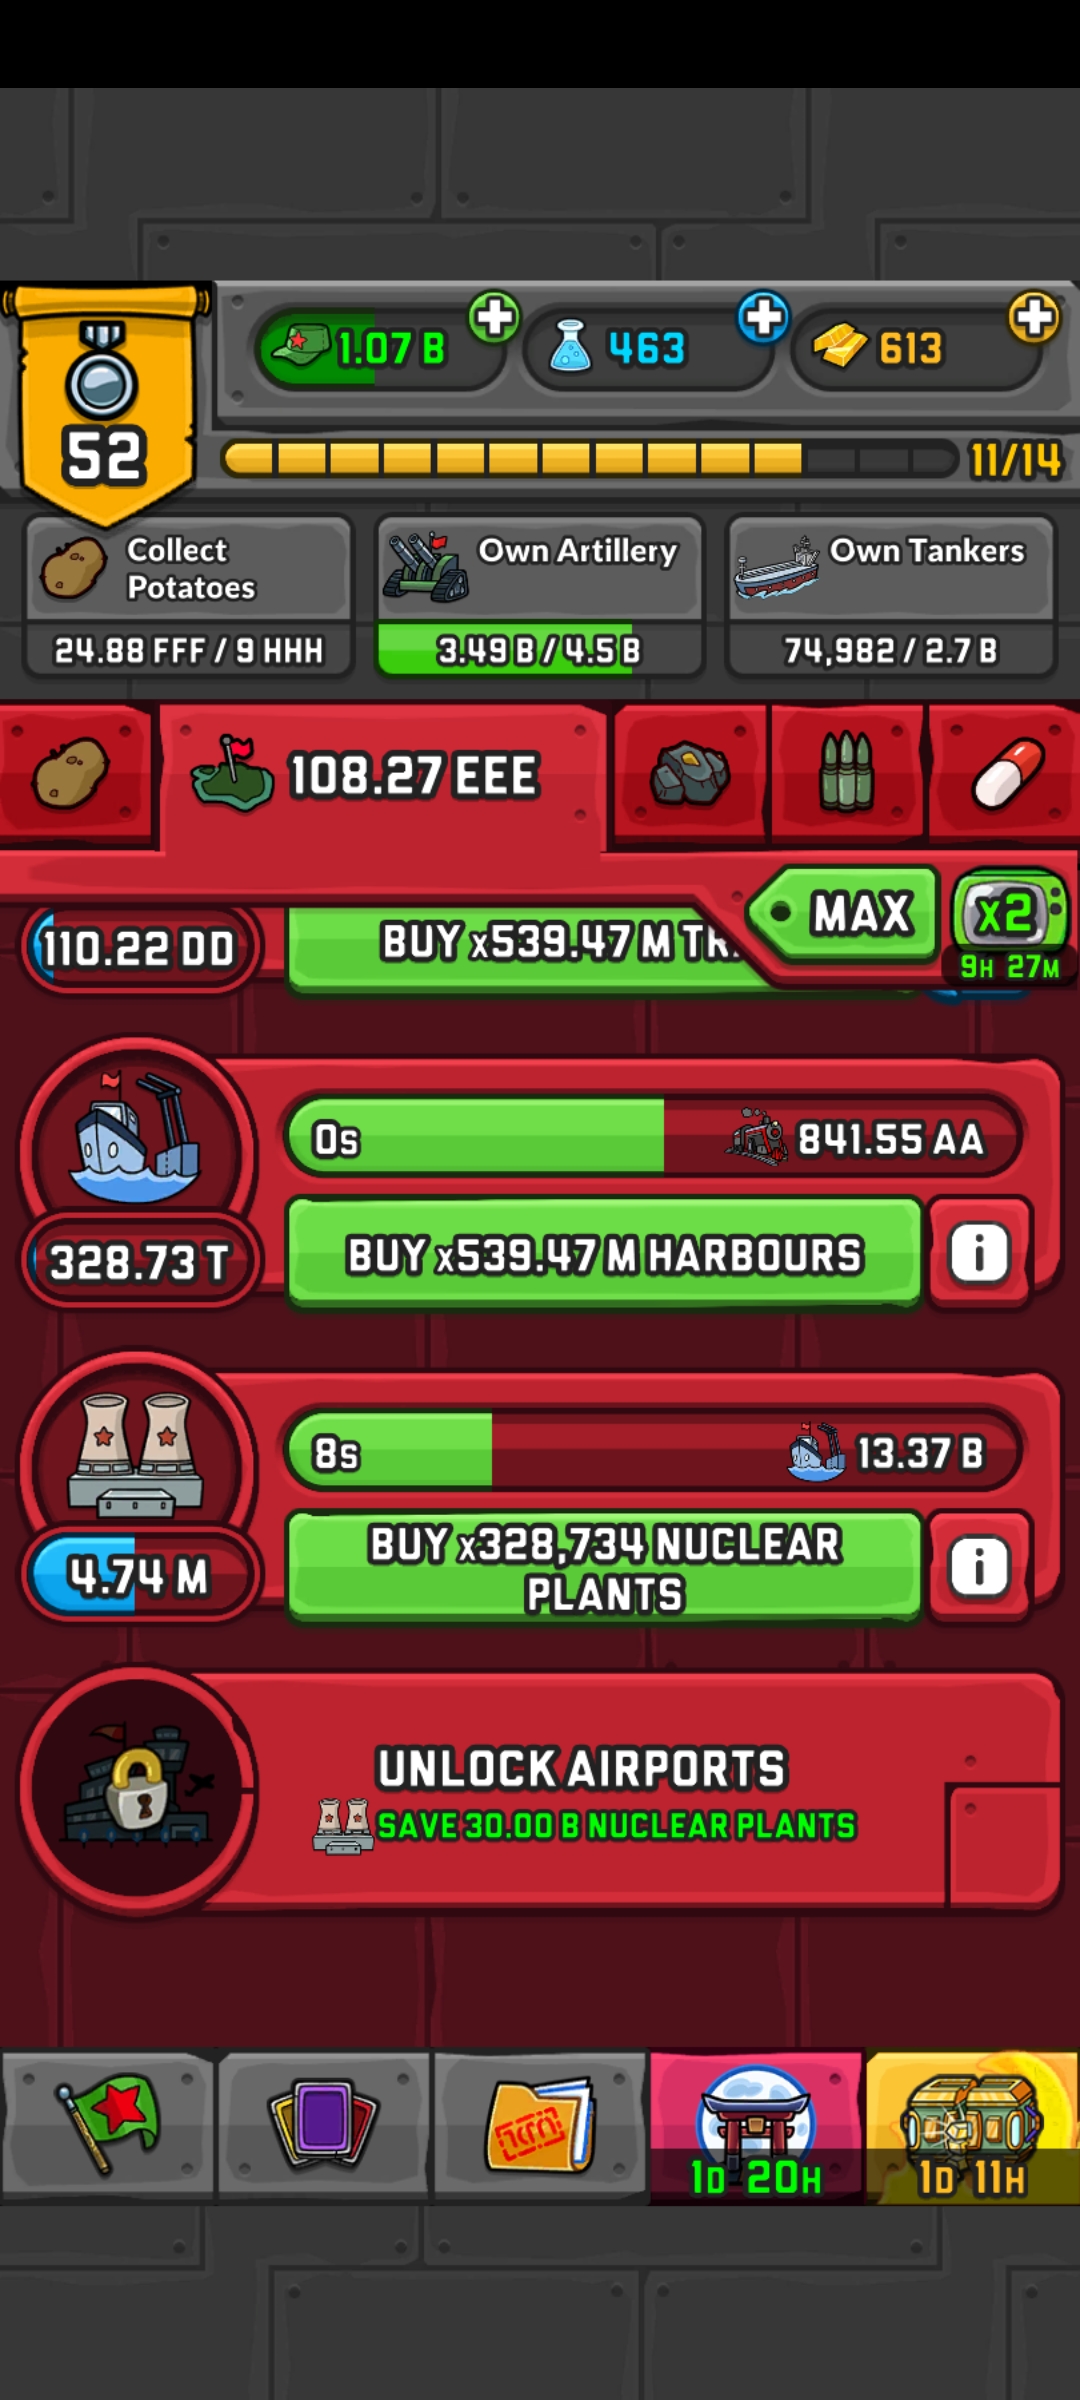 1.07 B
463
613
52
11/14
Collect
Potatoes
24.88 FFF / 9 HHH
Own Artillery
3.49 B / 4.5 B
Own Tankers
74,982 / 2.7 B
108.27 EEE
MAX
x2
9H 27M
110.22 DD
BUY x539.47 M
0s
841.55 AA
328.73 T
BUY x539.47 M HARBOURS
i
8s
13.37 B
4.74 M
BUY x328,734 NUCLEAR
PLANTS
i
UNLOCK AIRPORTS
SAVE 30.00 B NUCLEAR PLANTS
1D 20H
1D 11H